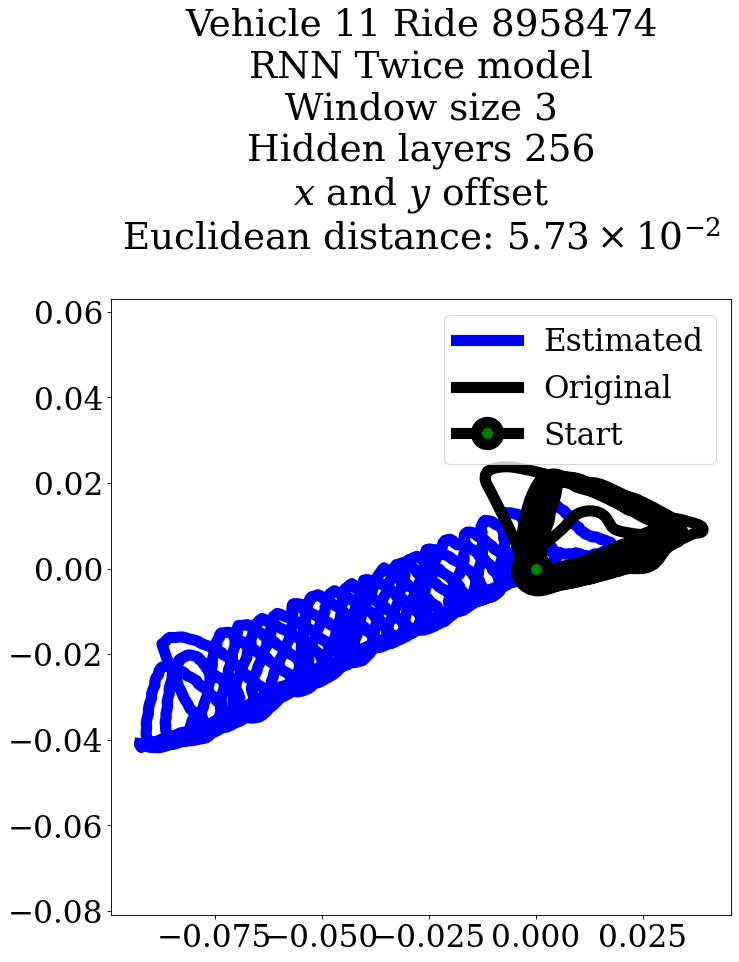 Vehicle 11 Ride 8958474
RNN Twice model
Window size 3
Hidden layers 256
x and y offset
Euclidean distance: 5.73 × 10⁻²
Estimated
Original
Start
0.06
0.04
0.02
0.00
−0.02
−0.04
−0.06
−0.08
−0.075 −0.050 −0.025 0.000 0.025